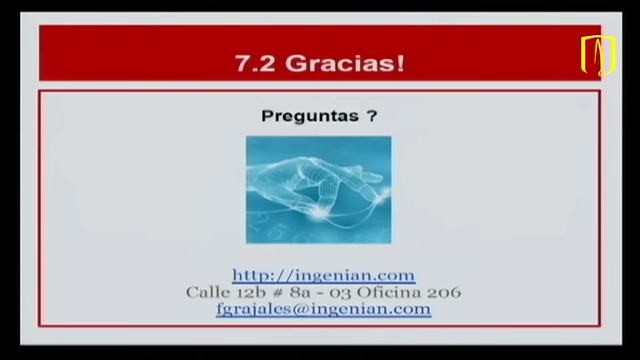 7.2 Gracias!
Preguntas ?
http://ingenian.com
Calle 12b # 8a - 03 Oficina 206
fgrajales@ingenian.com